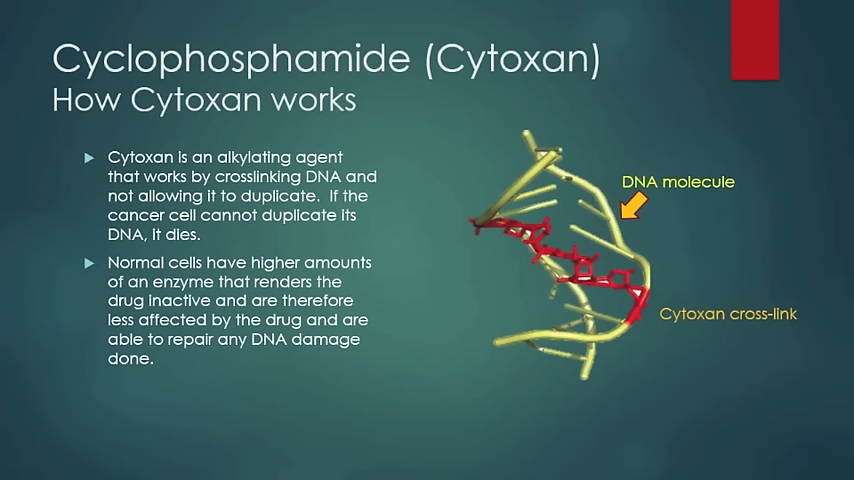 Cyclophosphamide (Cytoxan)
How Cytoxan works
Cytoxan is an alkylating agent
that works by crosslinking DNA and
not allowing it to duplicate. If the
cancer cell cannot duplicate its
DNA, it dies.
Normal cells have higher amounts
of an enzyme that renders the
drug inactive and are therefore
less affected by the drug and are
able to repair any DNA damage
done.
DNA molecule
Cytoxan cross-link